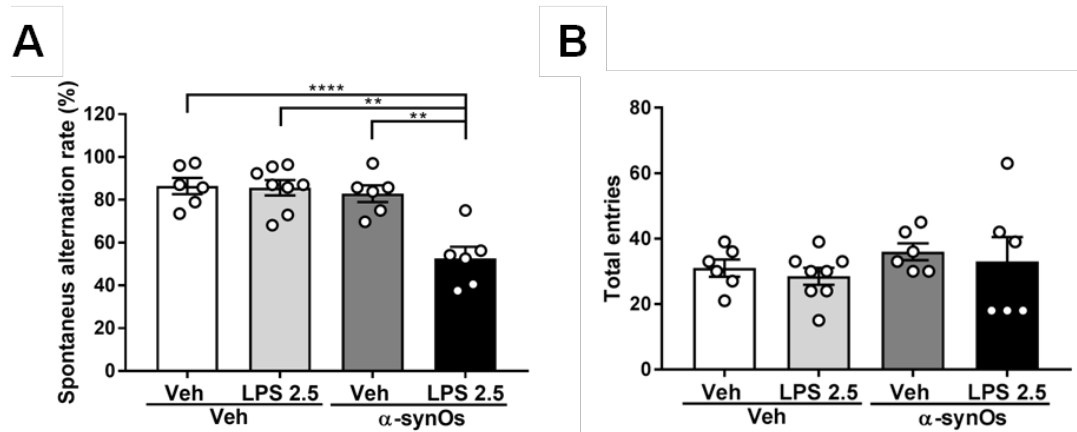 A
Spontaneus alternation rate (%)
120
100
80
60
40
20
0
****
**
**
Veh LPS 2.5 Veh LPS 2.5
Veh α-synOs
B
Total entries
80
60
40
20
0
Veh LPS 2.5 Veh LPS 2.5
Veh α-synOs